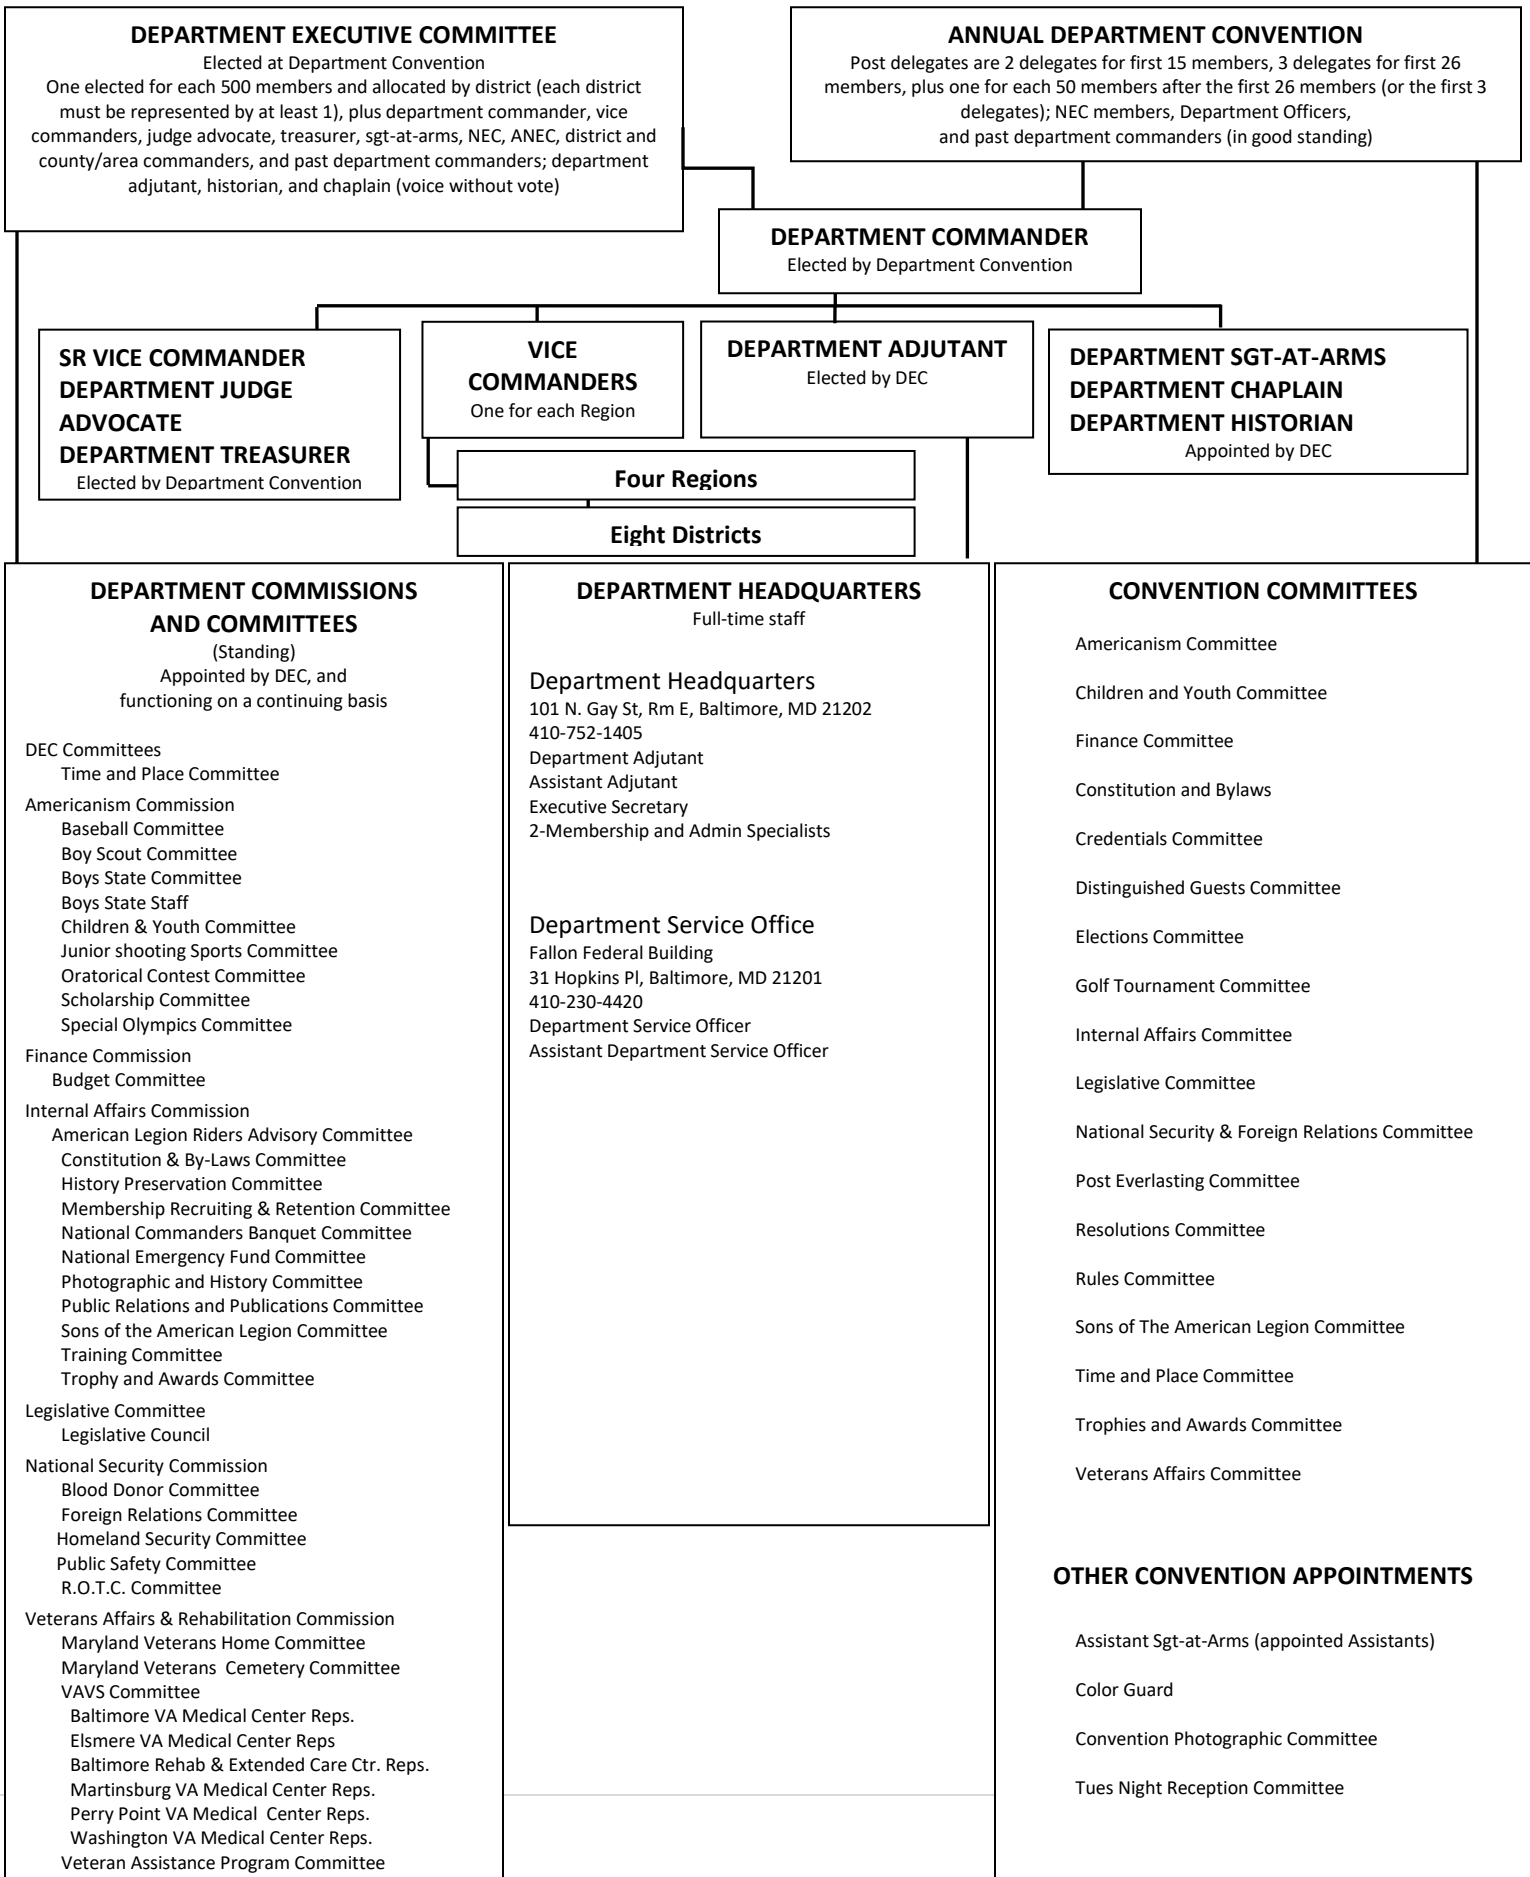 DEPARTMENT EXECUTIVE COMMITTEE
Elected at Department Convention
One elected for each 500 members and allocated by district (each district
must be represented by at least 1), plus department commander, vice
commanders, judge advocate, treasurer, sgt-at-arms, NEC, ANEC, district and
county/area commanders, and past department commanders; department
adjutant, historian, and chaplain (voice without vote)
ANNUAL DEPARTMENT CONVENTION
Post delegates are 2 delegates for first 15 members, 3 delegates for first 26
members, plus one for each 50 members after the first 26 members (or the first 3
delegates); NEC members, Department Officers,
and past department commanders (in good standing)
DEPARTMENT COMMANDER
Elected by Department Convention
SR VICE COMMANDER
DEPARTMENT JUDGE
ADVOCATE
DEPARTMENT TREASURER
Elected by Department Convention
VICE
COMMANDERS
One for each Region
DEPARTMENT ADJUTANT
Elected by DEC
DEPARTMENT SGT-AT-ARMS
DEPARTMENT CHAPLAIN
DEPARTMENT HISTORIAN
Appointed by DEC
Four Regions
Eight Districts
DEPARTMENT COMMISSIONS
AND COMMITTEES
(Standing)
Appointed by DEC, and
functioning on a continuing basis
DEC Committees
Time and Place Committee
Americanism Commission
Baseball Committee
Boy Scout Committee
Boys State Committee
Boys State Staff
Children & Youth Committee
Junior shooting Sports Committee
Oratorical Contest Committee
Scholarship Committee
Special Olympics Committee
Finance Commission
Budget Committee
Internal Affairs Commission
American Legion Riders Advisory Committee
Constitution & By-Laws Committee
History Preservation Committee
Membership Recruiting & Retention Committee
National Commanders Banquet Committee
National Emergency Fund Committee
Photographic and History Committee
Public Relations and Publications Committee
Sons of the American Legion Committee
Training Committee
Trophy and Awards Committee
Legislative Committee
Legislative Council
National Security Commission
Blood Donor Committee
Foreign Relations Committee
Homeland Security Committee
Public Safety Committee
R.O.T.C. Committee
Veterans Affairs & Rehabilitation Commission
Maryland Veterans Home Committee
Maryland Veterans Cemetery Committee
VAVS Committee
Baltimore VA Medical Center Reps.
Elsmere VA Medical Center Reps
Baltimore Rehab & Extended Care Ctr. Reps.
Martinsburg VA Medical Center Reps.
Perry Point VA Medical Center Reps.
Washington VA Medical Center Reps.
Veteran Assistance Program Committee
DEPARTMENT HEADQUARTERS
Full-time staff
Department Headquarters
101 N. Gay St, Rm E, Baltimore, MD 21202
410-752-1405
Department Adjutant
Assistant Adjutant
Executive Secretary
2-Membership and Admin Specialists
Department Service Office
Fallon Federal Building
31 Hopkins Pl, Baltimore, MD 21201
410-230-4420
Department Service Officer
Assistant Department Service Officer
CONVENTION COMMITTEES
Americanism Committee
Children and Youth Committee
Finance Committee
Constitution and Bylaws
Credentials Committee
Distinguished Guests Committee
Elections Committee
Golf Tournament Committee
Internal Affairs Committee
Legislative Committee
National Security & Foreign Relations Committee
Post Everlasting Committee
Resolutions Committee
Rules Committee
Sons of The American Legion Committee
Time and Place Committee
Trophies and Awards Committee
Veterans Affairs Committee
OTHER CONVENTION APPOINTMENTS
Assistant Sgt-at-Arms (appointed Assistants)
Color Guard
Convention Photographic Committee
Tues Night Reception Committee